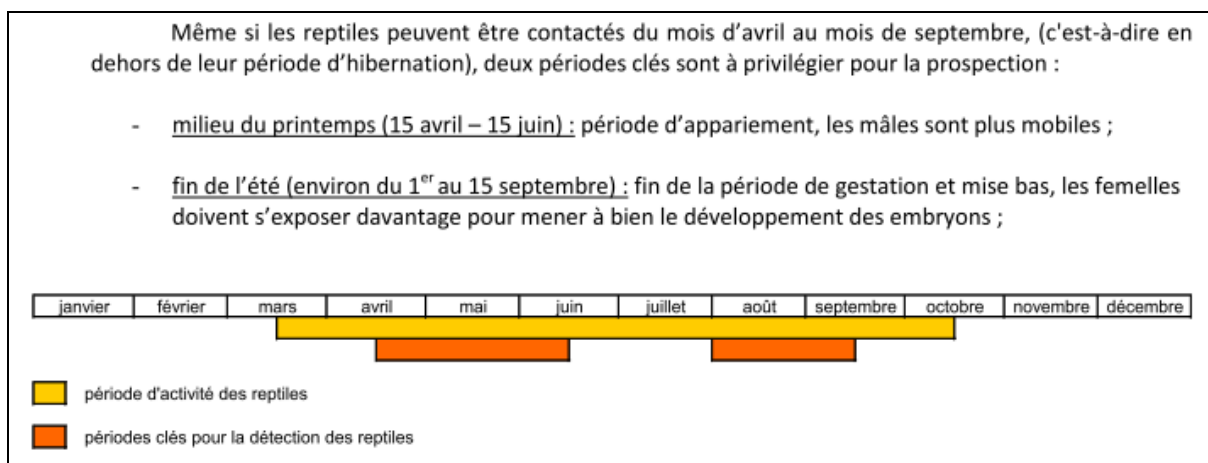 Même si les reptiles peuvent être contactés du mois d’avril au mois de septembre, (c'est-à-dire en
dehors de leur période d’hibernation), deux périodes clés sont à privilégier pour la prospection :
- milieu du printemps (15 avril – 15 juin) : période d’appariement, les mâles sont plus mobiles ;
- fin de l’été (environ du 1er au 15 septembre) : fin de la période de gestation et mise bas, les femelles
doivent s’exposer davantage pour mener à bien le développement des embryons ;
janvier février mars avril mai juin juillet août septembre octobre novembre décembre
période d'activité des reptiles
périodes clés pour la détection des reptiles